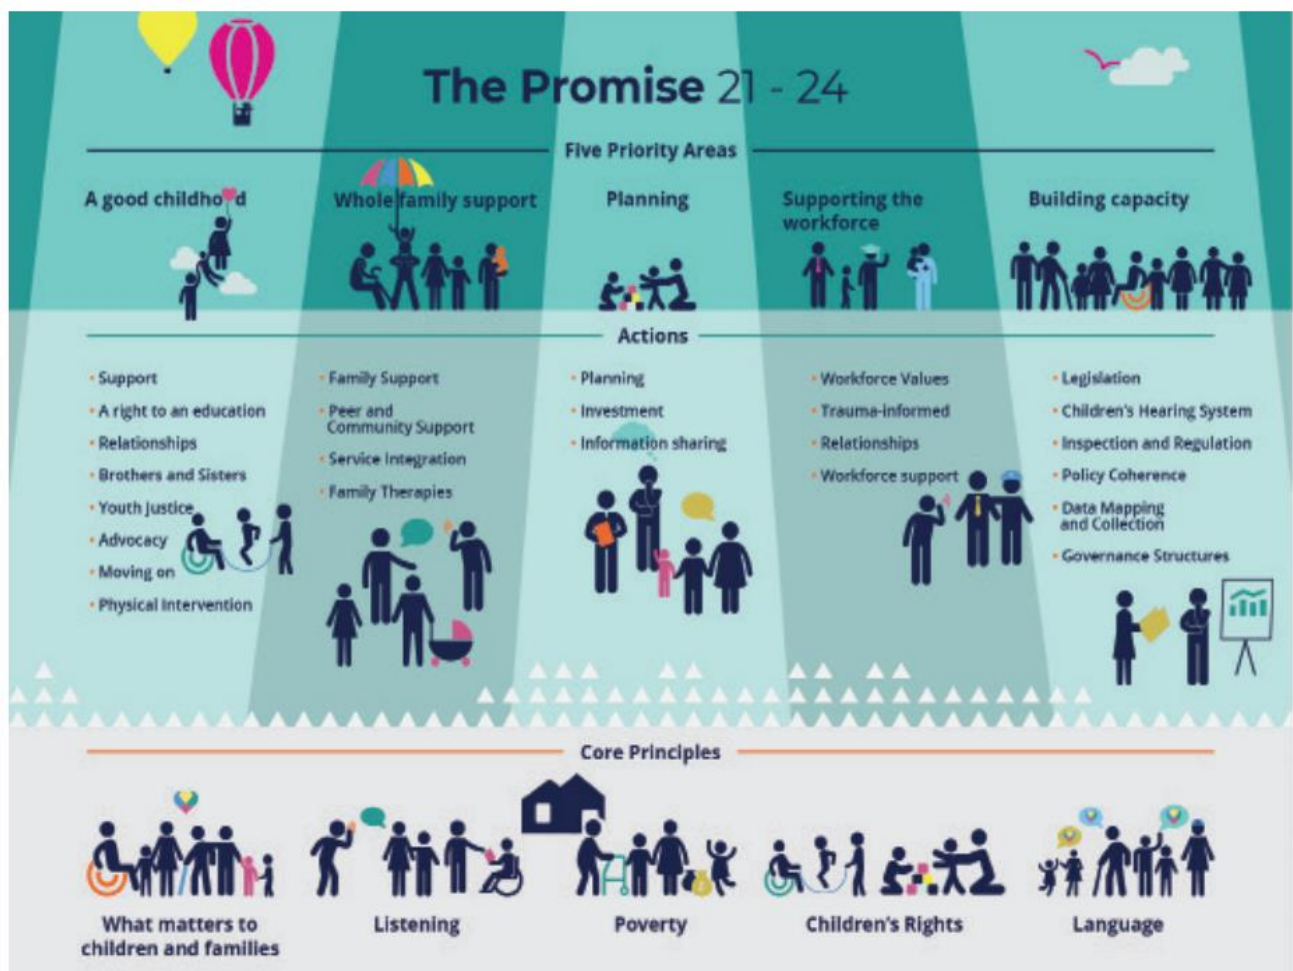 The Promise 21 - 24
Five Priority Areas
A good childhood
Whole family support
Planning
Supporting the
workforce
Building capacity
Actions
• Support
• A right to an education
• Relationships
• Brothers and Sisters
• Youth Justice
• Advocacy
• Moving on
• Physical Intervention
• Family Support
• Peer and
Community Support
• Service Integration
• Family Therapies
• Planning
• Investment
• Information sharing
• Workforce Values
• Trauma-informed
• Relationships
• Workforce support
• Legislation
• Children's Hearing System
• Inspection and Regulation
• Policy Coherence
• Data Mapping
and Collection
• Governance Structures
Core Principles
What matters to
children and families
Listening
Poverty
Children's Rights
Language